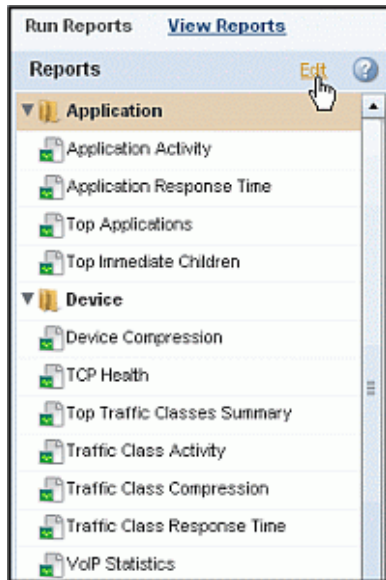 Run Reports View Reports
Reports Edit ?
Application
Application Activity
Application Response Time
Top Applications
Top Immediate Children
Device
Device Compression
TCP Health
Top Traffic Classes Summary
Traffic Class Activity
Traffic Class Compression
Traffic Class Response Time
VoIP Statistics